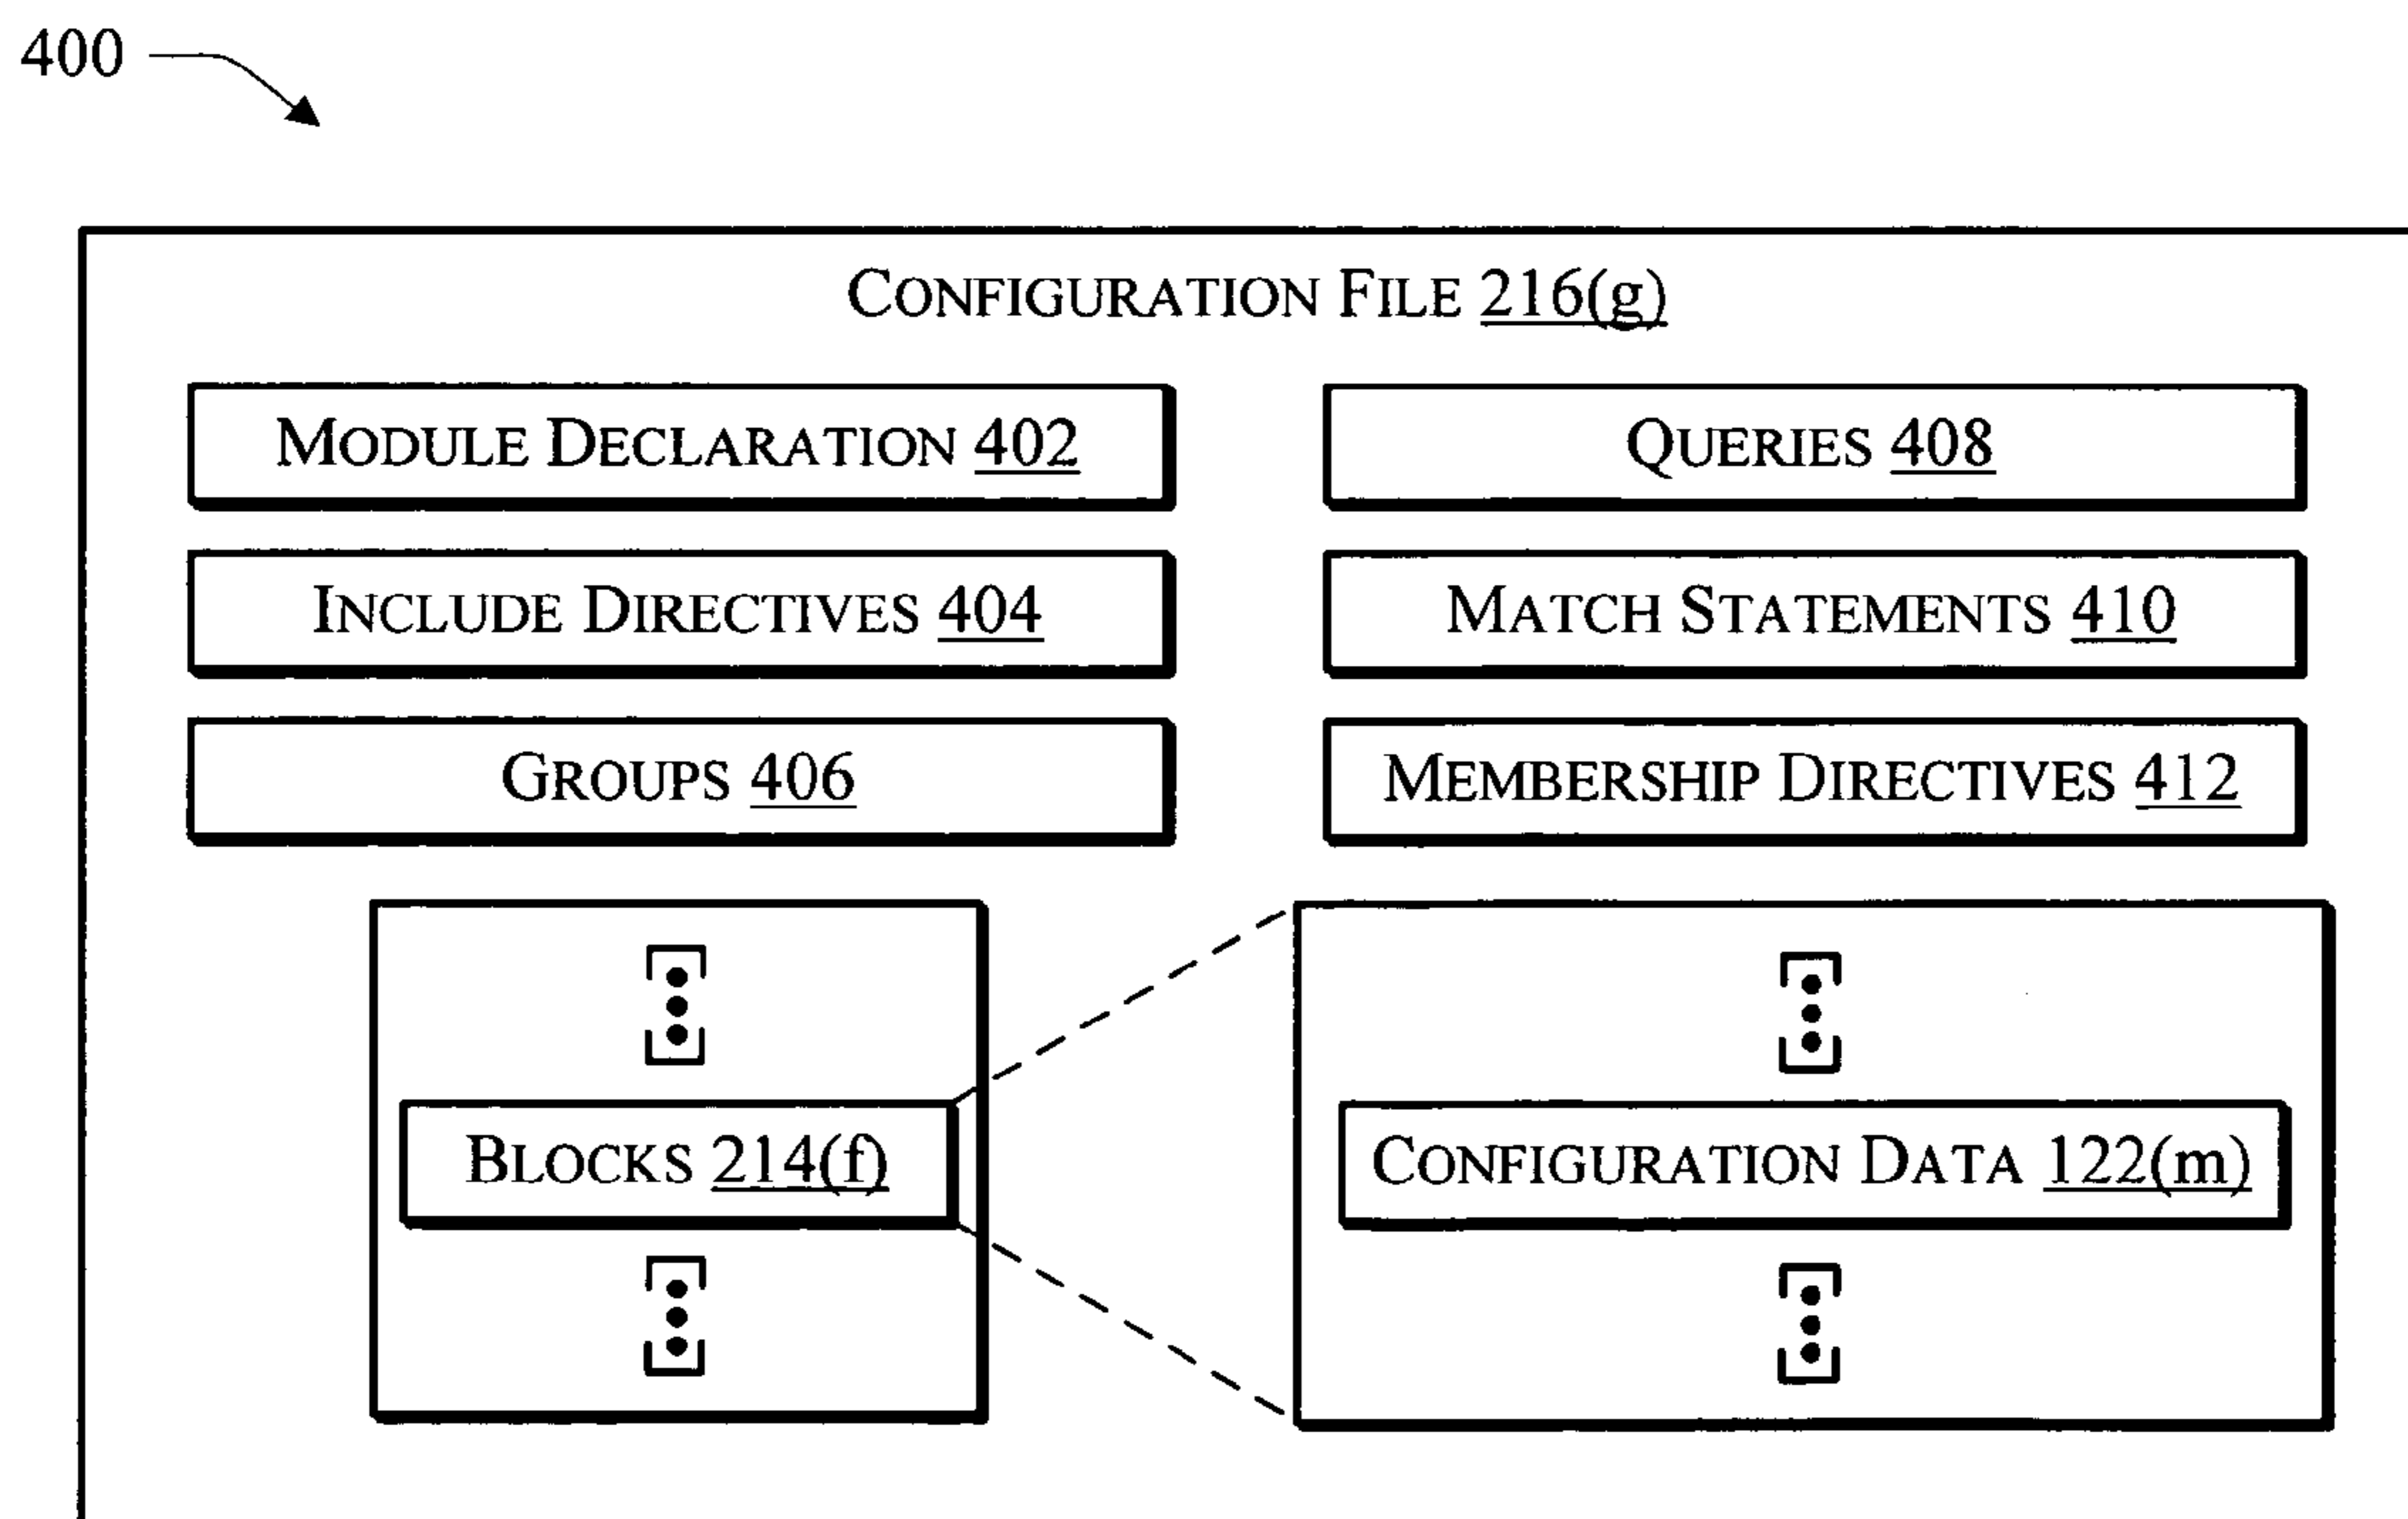 400
CONFIGURATION FILE 216(g)
MODULE DECLARATION 402
QUERIES 408
INCLUDE DIRECTIVES 404
MATCH STATEMENTS 410
GROUPS 406
MEMBERSHIP DIRECTIVES 412
BLOCKS 214(f)
CONFIGURATION DATA 122(m)